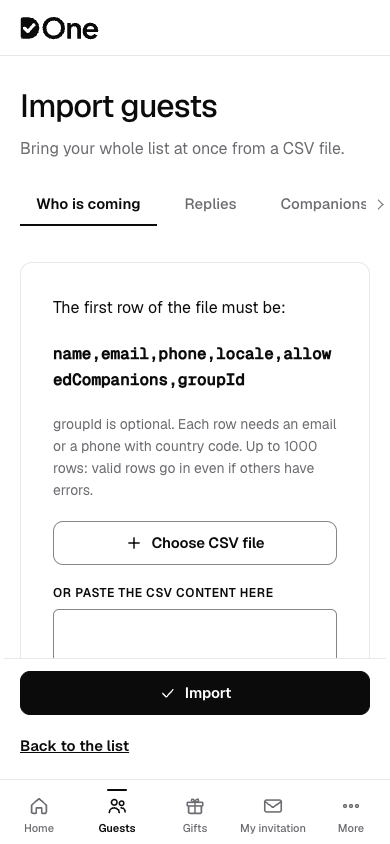 DOne
Import guests
Bring your whole list at once from a CSV file.
Who is coming
Replies
Companions
The first row of the file must be:
name,email,phone,locale,allow
edCompanions,groupId
groupId is optional. Each row needs an email
or a phone with country code. Up to 1000
rows: valid rows go in even if others have
errors.
Choose CSV file
OR PASTE THE CSV CONTENT HERE
Import
Back to the list
Home
Guests
Gifts
My invitation
More